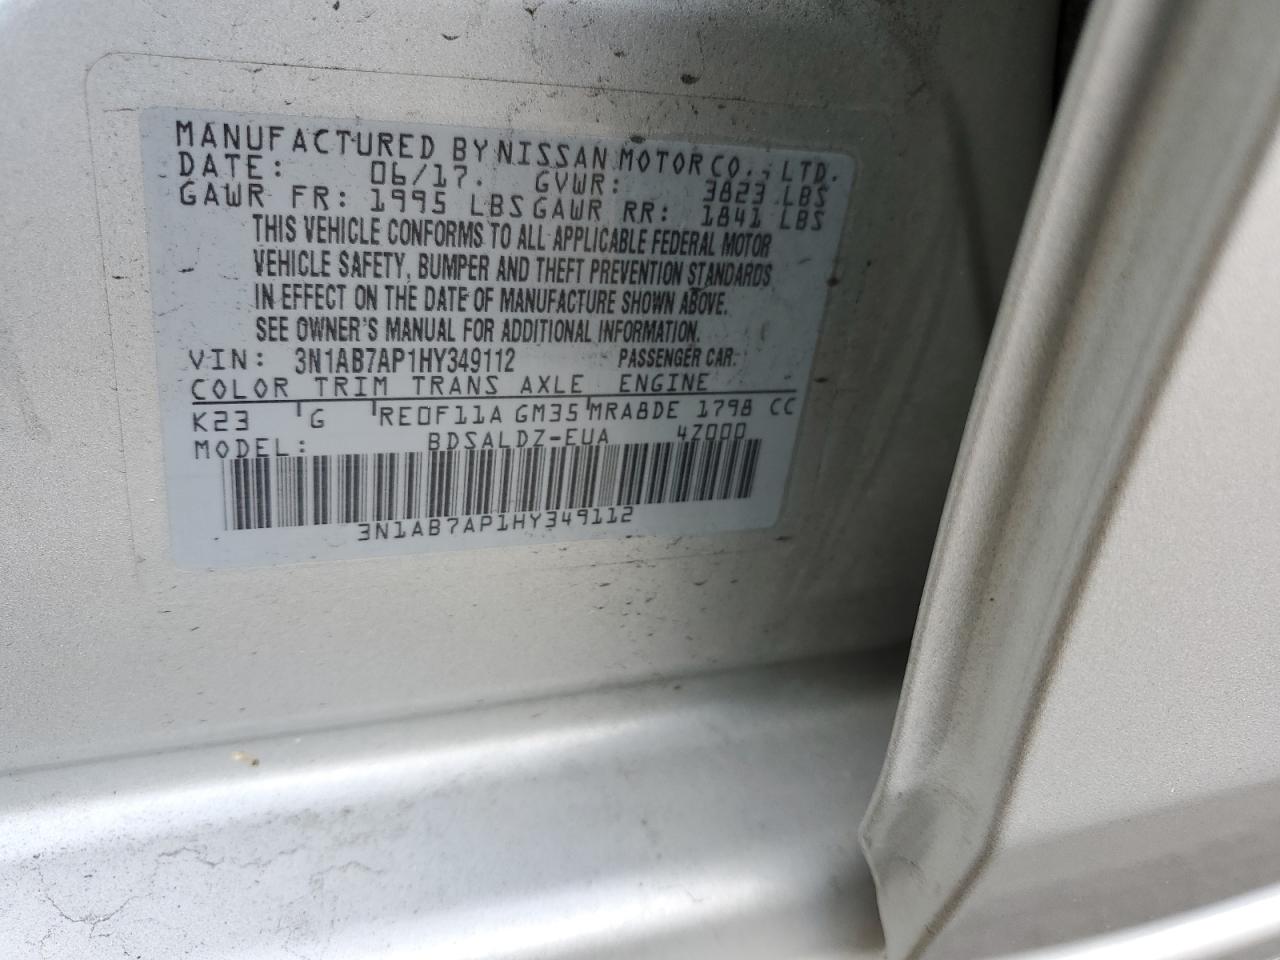 MANUFACTURED BY NISSAN MOTOR CO., LTD.
DATE: 06/17. GVWR: 3823 LBS
GAWR FR: 1995 LBS GAWR RR: 1841 LBS
THIS VEHICLE CONFORMS TO ALL APPLICABLE FEDERAL MOTOR
VEHICLE SAFETY, BUMPER AND THEFT PREVENTION STANDARDS
IN EFFECT ON THE DATE OF MANUFACTURE SHOWN ABOVE.
SEE OWNER'S MANUAL FOR ADDITIONAL INFORMATION.
VIN: 3N1AB7AP1HY349112 PASSENGER CAR.
COLOR TRIM TRANS AXLE ENGINE
K23 G RE0F11A GM35 MRA8DE 1798 CC
MODEL: BDSALDZ-EUA 4Z000
3N1AB7AP1HY349112